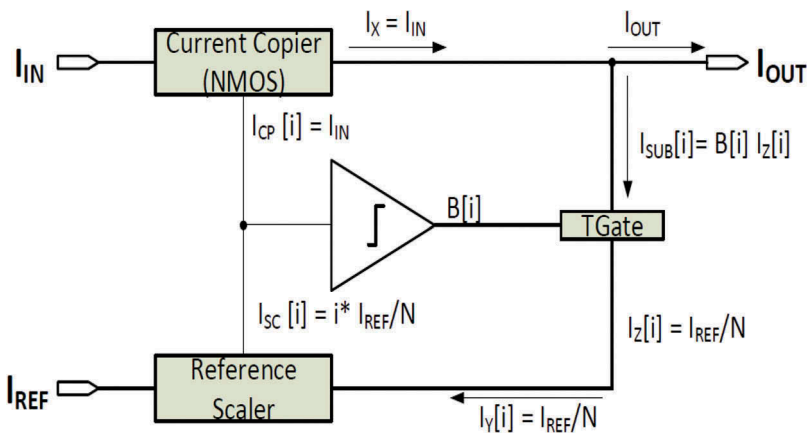 Current Copier
(NMOS)
I_X = I_IN
I_OUT
I_IN
I_OUT
I_CP [i] = I_IN
I_SUB[i]= B[i] I_Z[i]
B[i]
TGate
I_SC [i] = i* I_REF/N
I_Z[i] = I_REF/N
Reference
Scaler
I_REF
I_Y[i] = I_REF/N